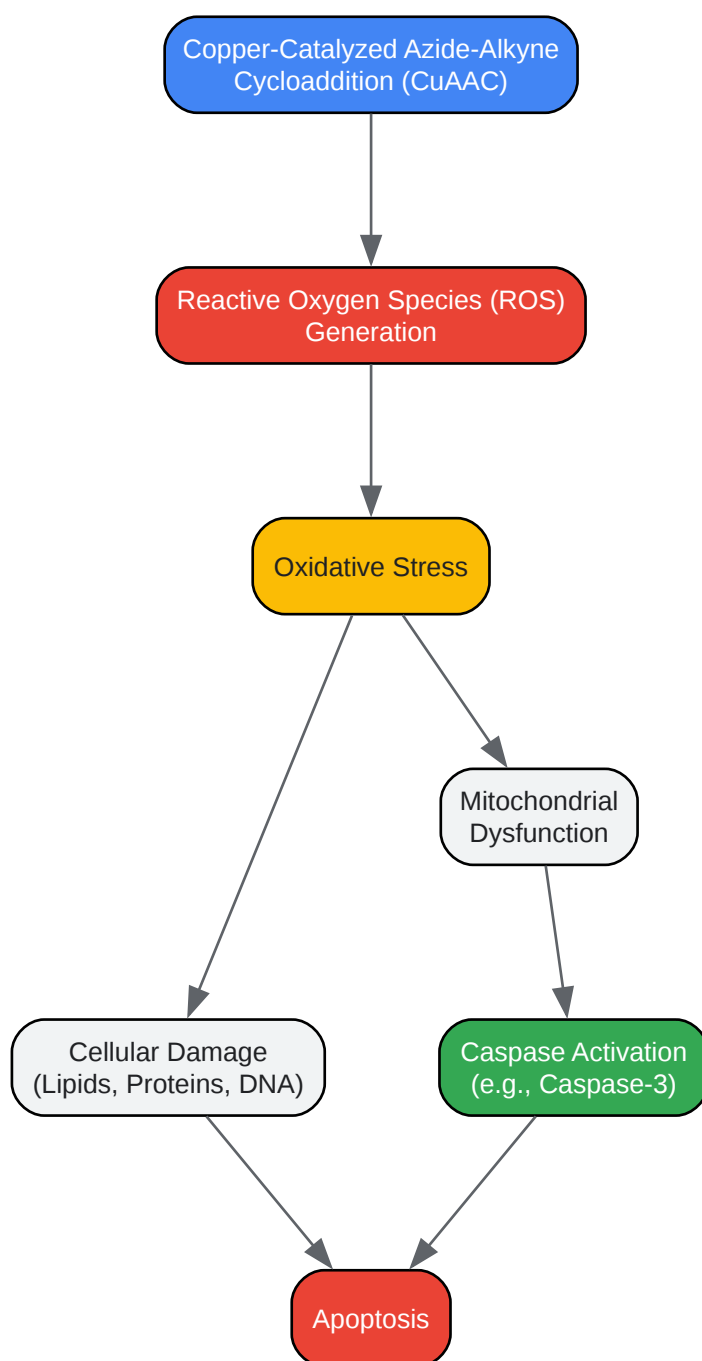 Copper-Catalyzed Azide-Alkyne
Cycloaddition (CuAAC)
Reactive Oxygen Species (ROS)
Generation
Oxidative Stress
Mitochondrial
Dysfunction
Cellular Damage
(Lipids, Proteins, DNA)
Caspase Activation
(e.g., Caspase-3)
Apoptosis